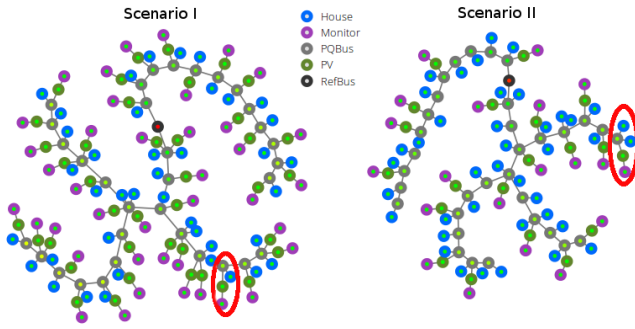 Scenario I
House
Monitor
PQBus
PV
RefBus
Scenario II